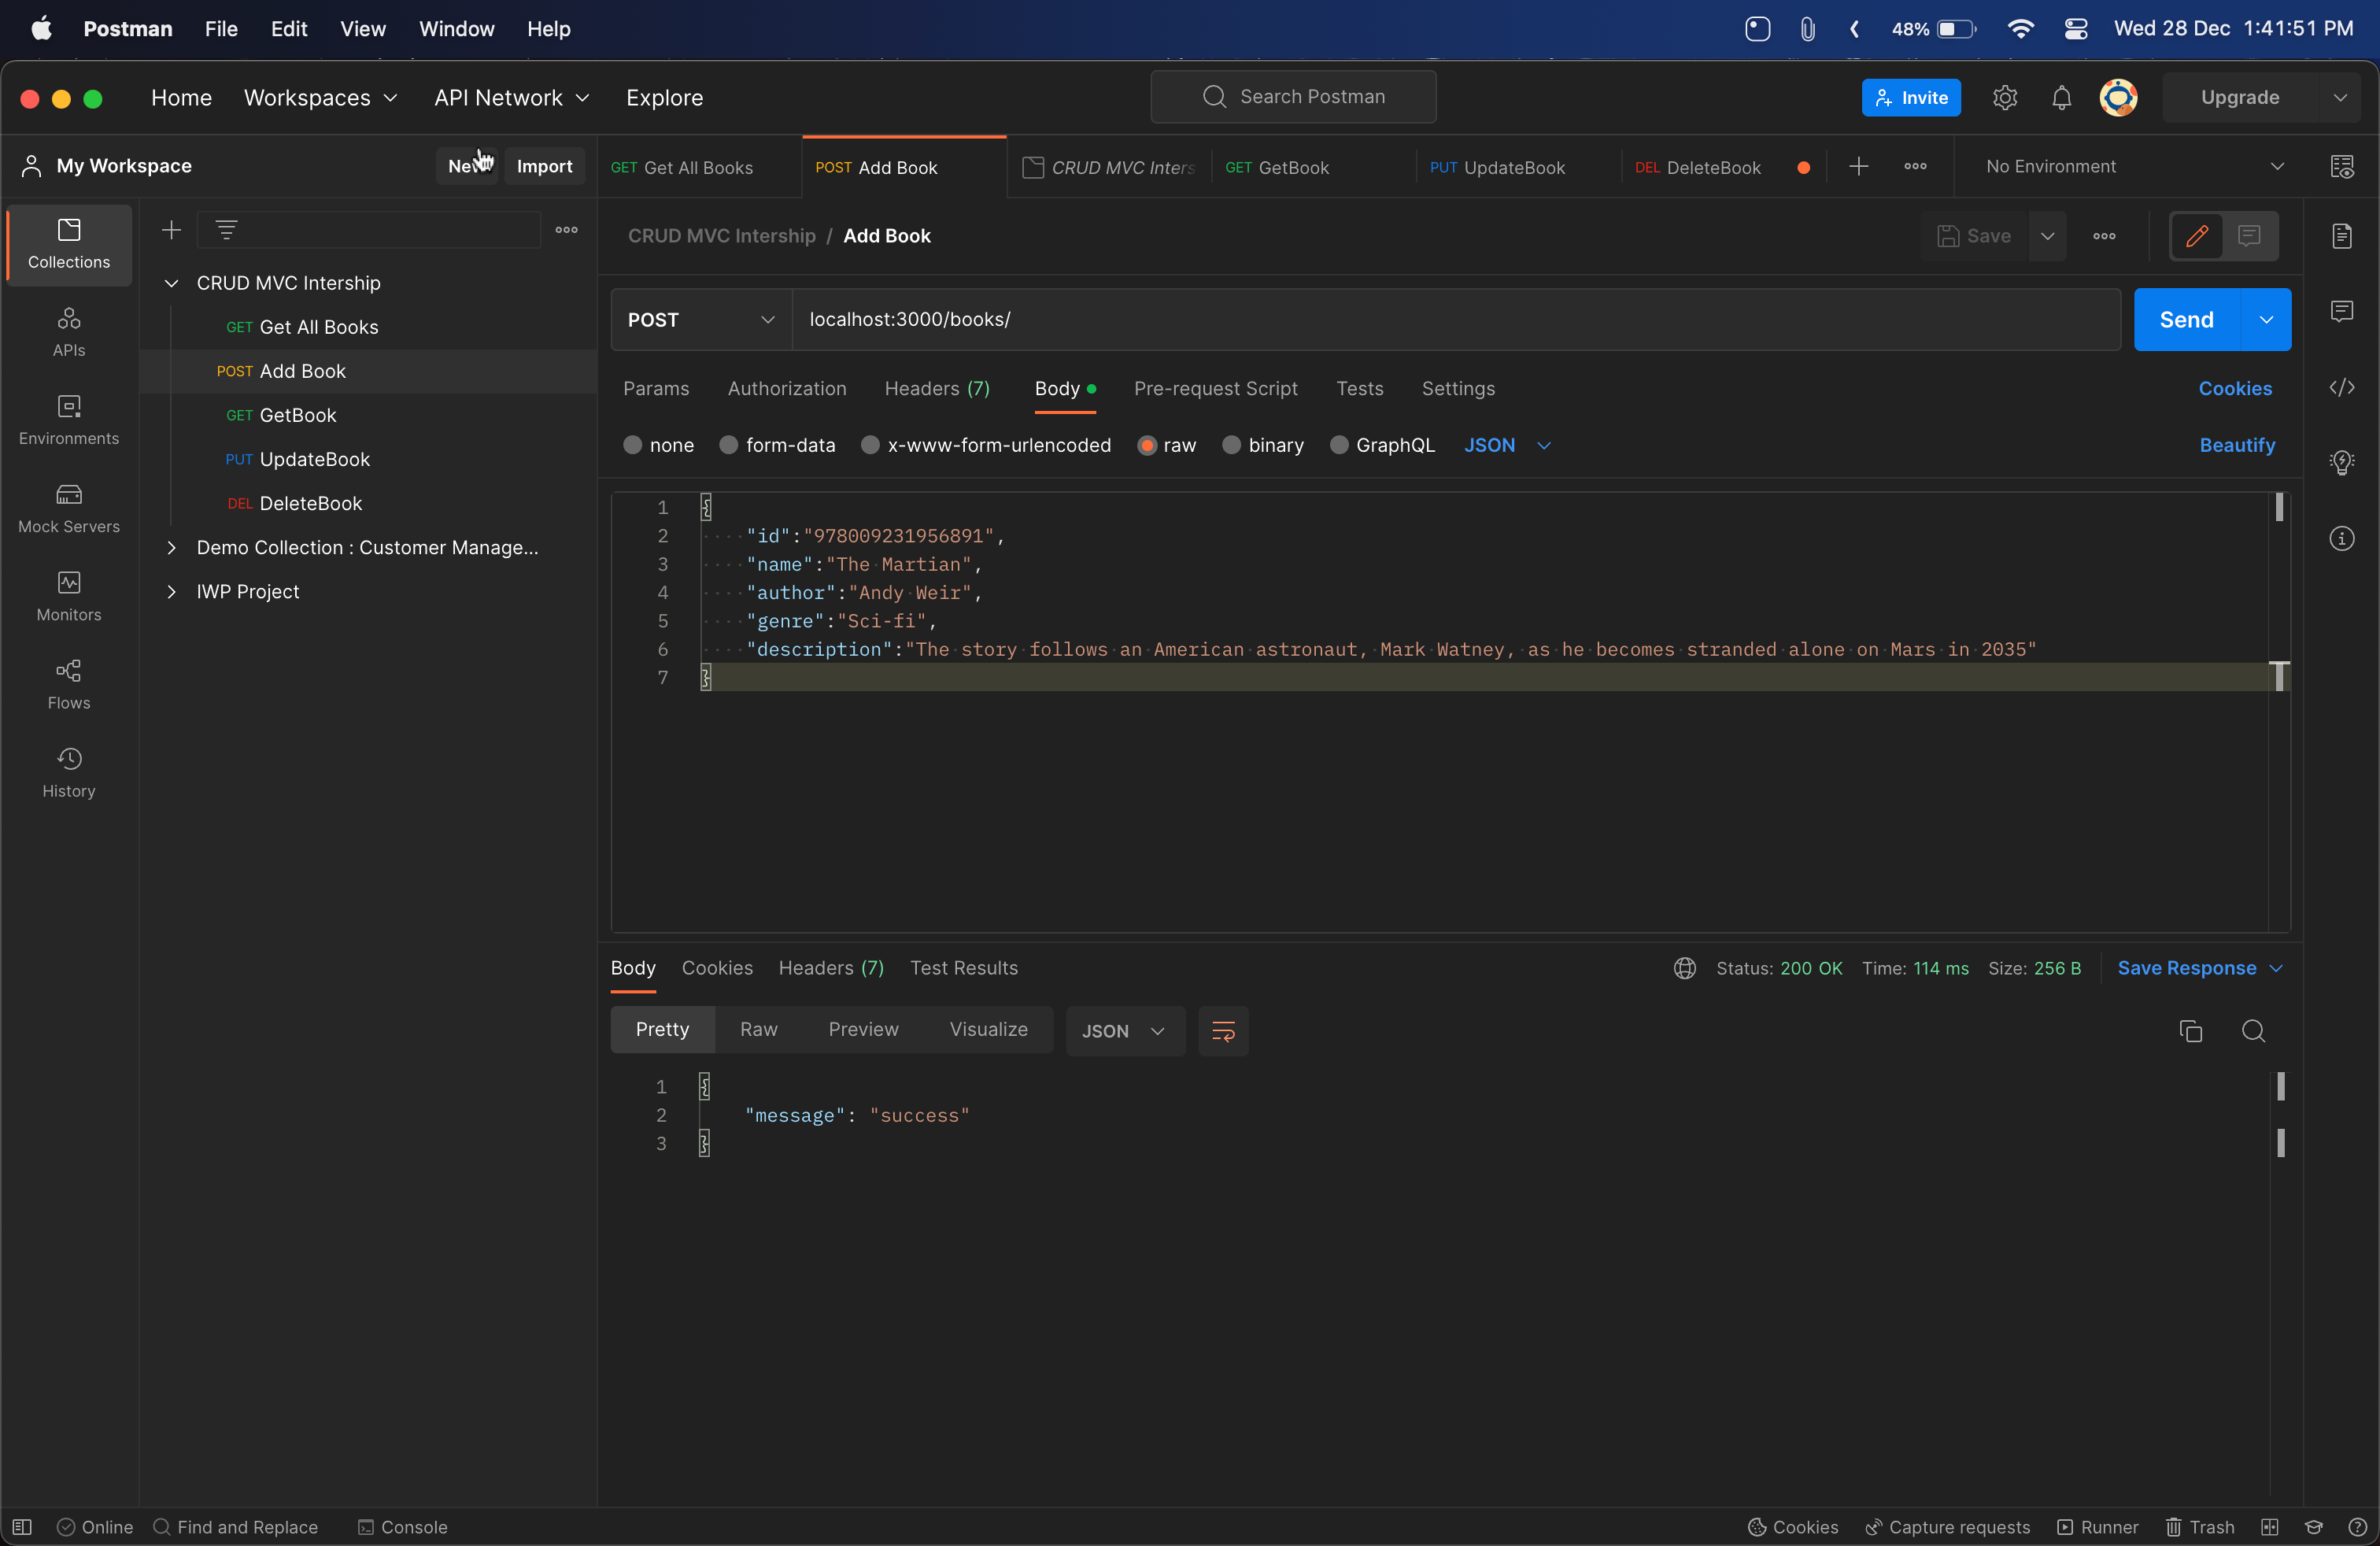 Postman File Edit View Window Help 48% Wed 28 Dec 1:41:51 PM
Home Workspaces API Network Explore Search Postman Invite Upgrade
My Workspace New Import
GET Get All Books POST Add Book CRUD MVC Inters GET GetBook PUT UpdateBook DEL DeleteBook No Environment
Collections
APIs
Environments
Mock Servers
Monitors
Flows
History
CRUD MVC Intership
GET Get All Books
POST Add Book
GET GetBook
PUT UpdateBook
DEL DeleteBook
Demo Collection : Customer Manage...
IWP Project
CRUD MVC Intership / Add Book Save
POST localhost:3000/books/ Send
Params Authorization Headers (7) Body Pre-request Script Tests Settings Cookies
none form-data x-www-form-urlencoded raw binary GraphQL JSON Beautify
1 {
2 "id":"978009231956891",
3 "name":"The Martian",
4 "author":"Andy Weir",
5 "genre":"Sci-fi",
6 "description":"The story follows an American astronaut, Mark Watney, as he becomes stranded alone on Mars in 2035"
7 }
Body Cookies Headers (7) Test Results Status: 200 OK Time: 114 ms Size: 256 B Save Response
Pretty Raw Preview Visualize JSON
1 {
2 "message": "success"
3 }
Online Find and Replace Console Cookies Capture requests Runner Trash